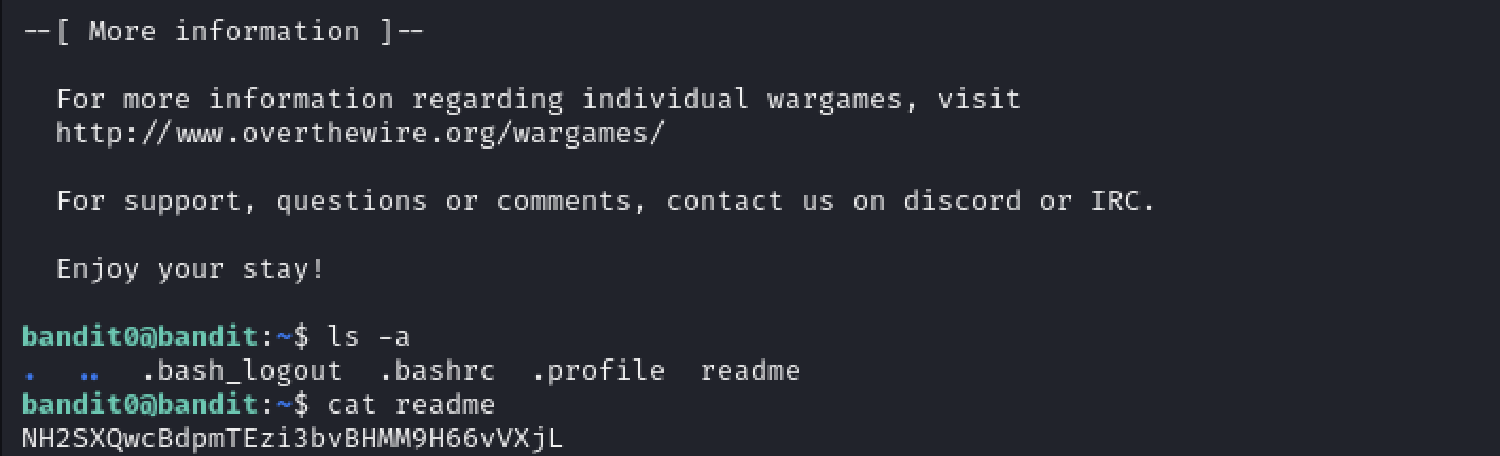 --[ More information ]--
For more information regarding individual wargames, visit
http://www.overthewire.org/wargames/
For support, questions or comments, contact us on discord or IRC.
Enjoy your stay!
bandit0@bandit:~$ ls -a
.  ..  .bash_logout  .bashrc  .profile  readme
bandit0@bandit:~$ cat readme
NH2SXQwcBdpmTEzi3bvBHMM9H66vVXjL